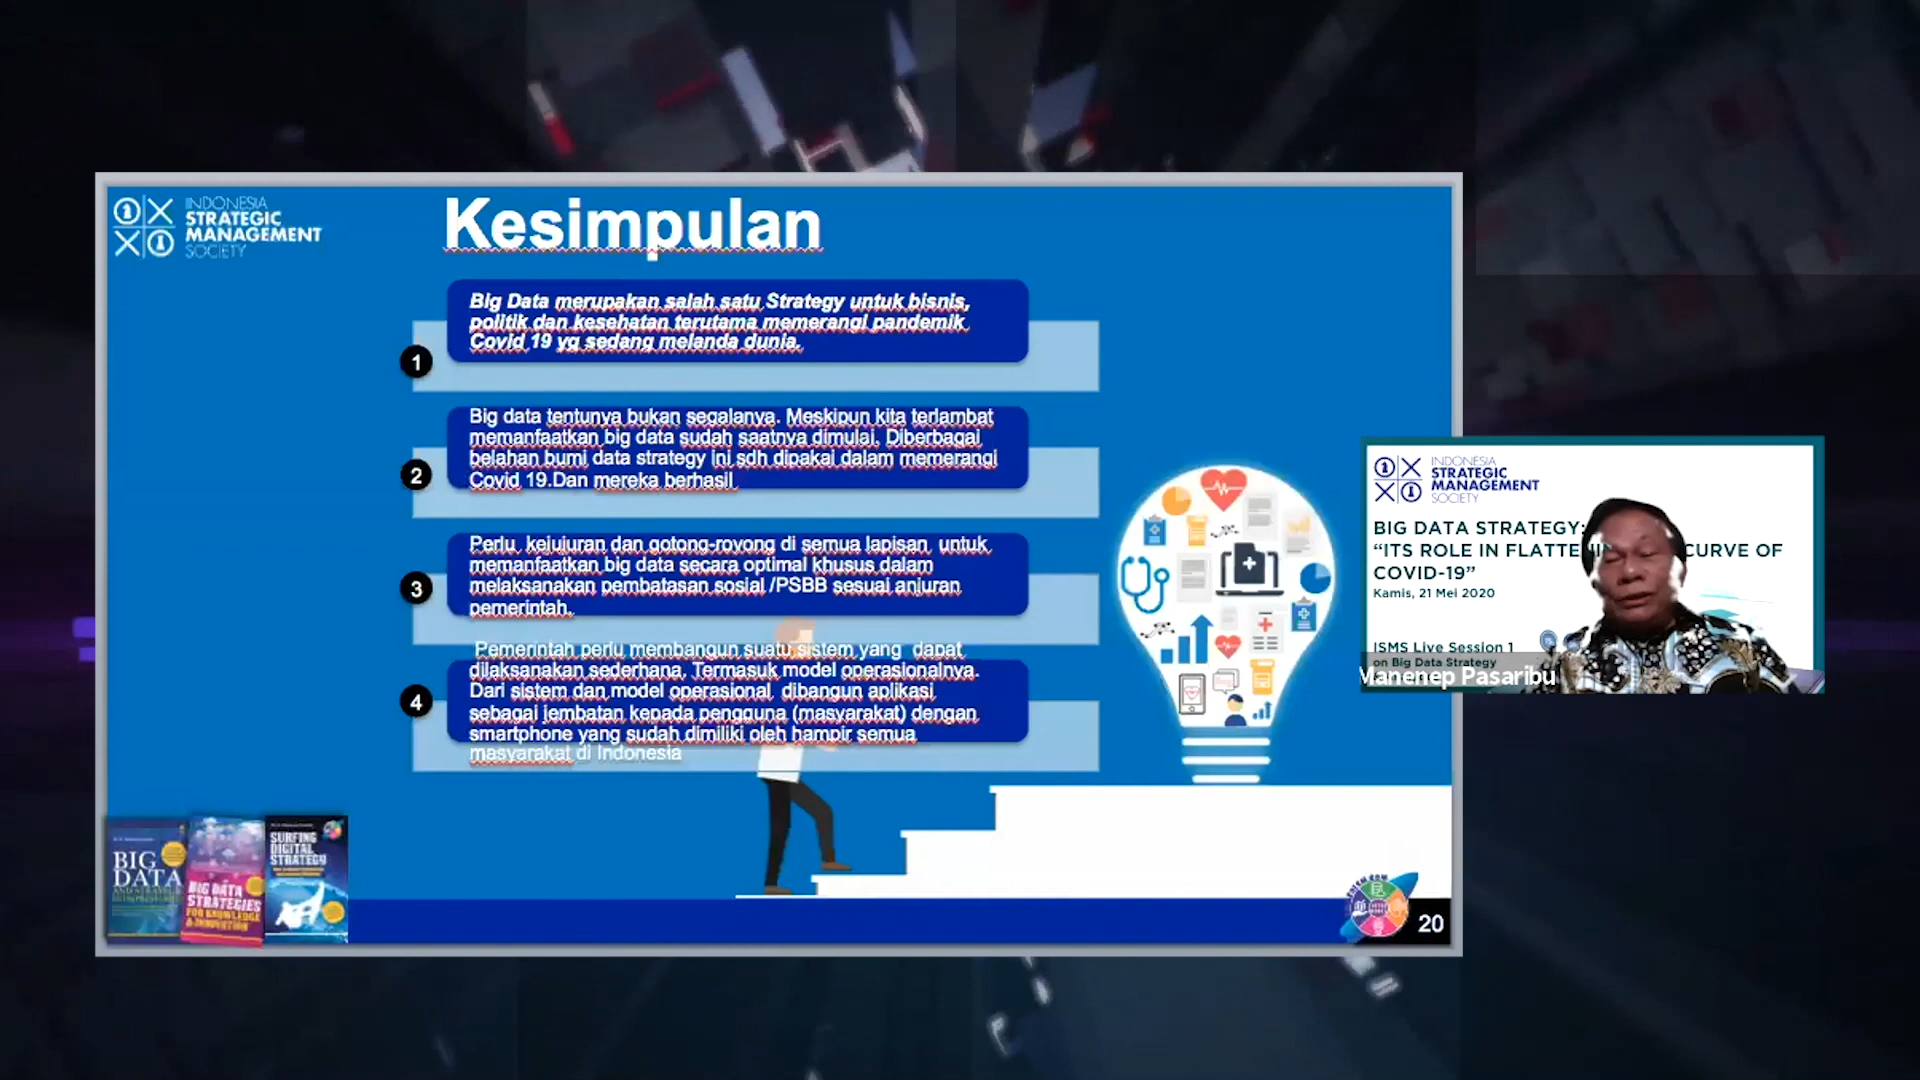 INDONESIA
STRATEGIC
MANAGEMENT
SOCIETY
Kesimpulan
1
Big Data merupakan salah satu Strategy untuk bisnis,
politik dan kesehatan terutama memerangi pandemik
Covid 19 yg sedang melanda dunia.
2
Big data tentunya bukan segalanya. Meskipun kita terlambat
memanfaatkan big data sudah saatnya dimulai. Diberbagai
belahan bumi data strategy ini sdh dipakai dalam memerangi
Covid 19.Dan mereka berhasil
3
Perlu kejujuran dan gotong-royong di semua lapisan untuk
memanfaatkan big data secara optimal khusus dalam
melaksanakan pembatasan sosial /PSBB sesuai anjuran
pemerintah.
4
Pemerintah perlu membangun suatu sistem yang dapat
dilaksanakan sederhana. Termasuk model operasionalnya.
Dari sistem dan model operasional dibangun aplikasi
sebagai jembatan kepada pengguna (masyarakat) dengan
smartphone yang sudah dimiliki oleh hampir semua
masyarakat di Indonesia
BIG
DATA
BIG DATA
STRATEGIES
FOR KNOWLEDGE
& INNOVATION
SURFING
DIGITAL
STRATEGY
20
INDONESIA
STRATEGIC
MANAGEMENT
SOCIETY
BIG DATA STRATEGY:
“ITS ROLE IN CURVE OF
COVID-19”
Kamis, 21 Mei 2020
ISMS Live Session 1
on Big Data Strategy
Manenep Pasaribu